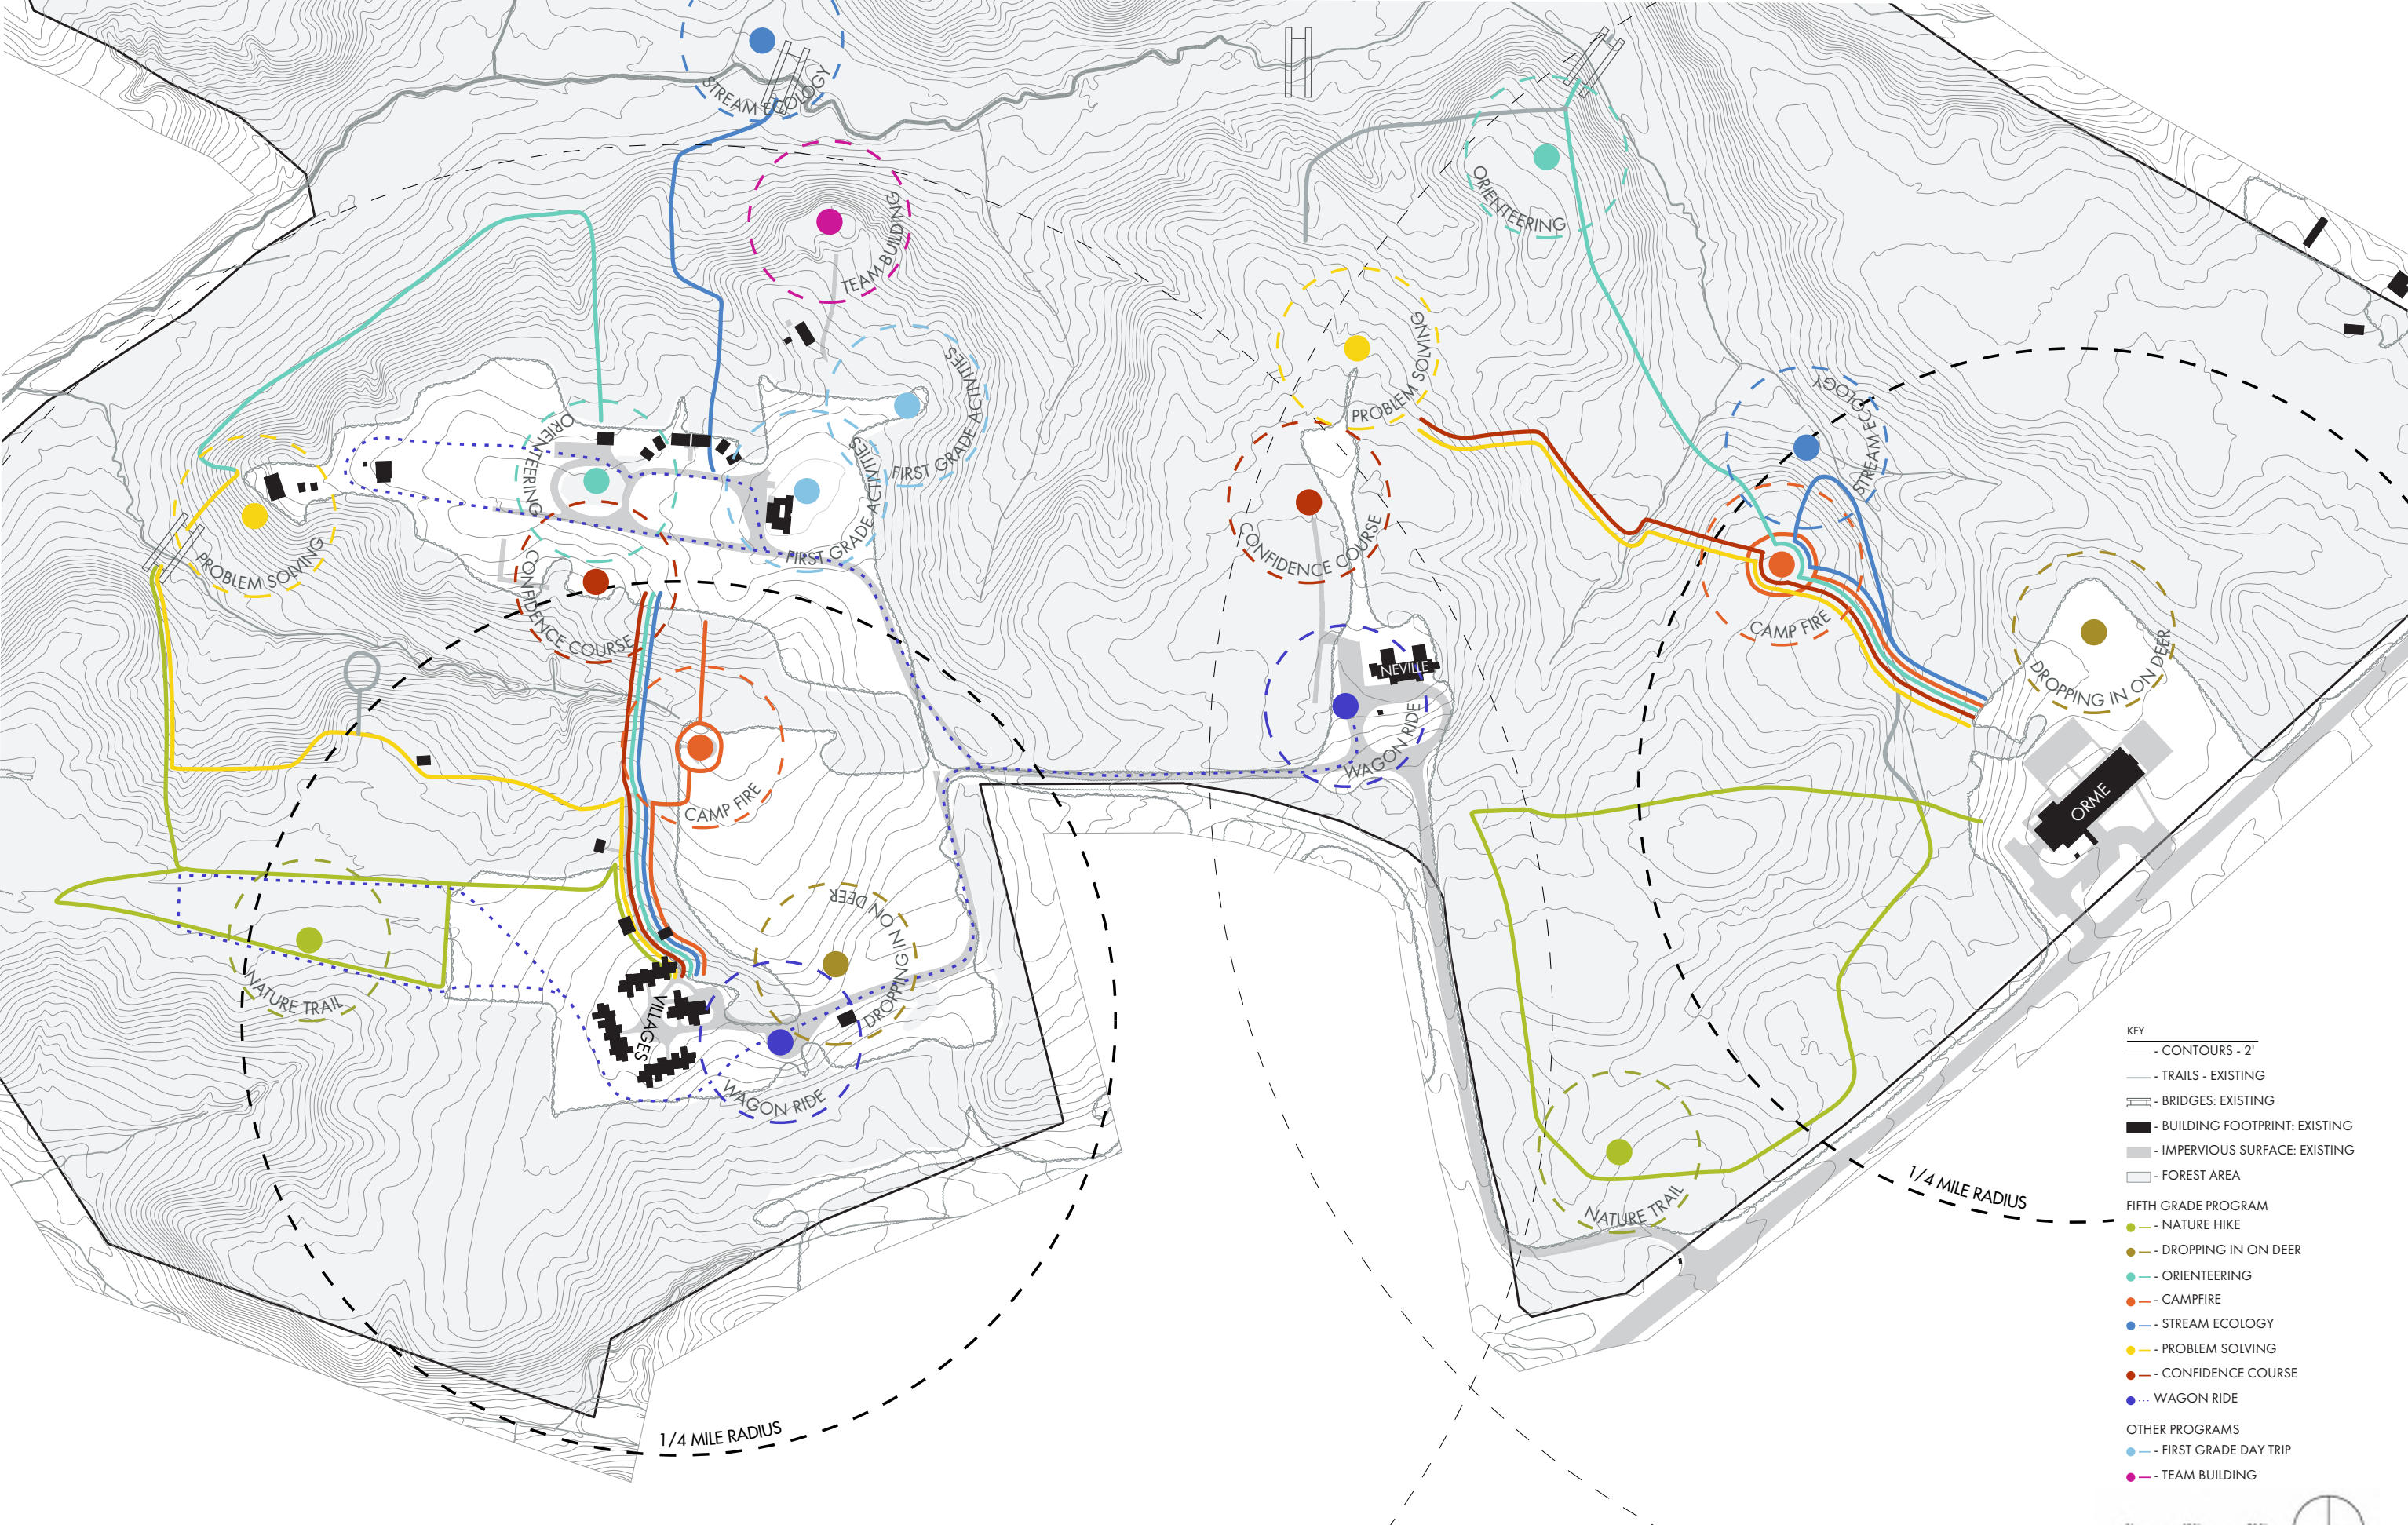 STREAM ECOLOGY
TEAM BUILDING
ORIENTEERING
PROBLEM SOLVING
FIRST GRADE ACTIVITIES
STREAM ECOLOGY
ORIENTEERING
FIRST GRADE ACTIVITIES
CONFIDENCE COURSE
PROBLEM SOLVING
CONFIDENCE COURSE
CAMP FIRE
DROPPING IN ON DEER
NEVILLE
WAGON RIDE
CAMP FIRE
ORME
DROPPING IN ON DEER
NATURE TRAIL
VILLAGES
WAGON RIDE
NATURE TRAIL
1/4 MILE RADIUS
1/4 MILE RADIUS
KEY
- CONTOURS - 2'
- TRAILS - EXISTING
- BRIDGES: EXISTING
- BUILDING FOOTPRINT: EXISTING
- IMPERVIOUS SURFACE: EXISTING
- FOREST AREA
FIFTH GRADE PROGRAM
- NATURE HIKE
- DROPPING IN ON DEER
- ORIENTEERING
- CAMPFIRE
- STREAM ECOLOGY
- PROBLEM SOLVING
- CONFIDENCE COURSE
WAGON RIDE
OTHER PROGRAMS
- FIRST GRADE DAY TRIP
- TEAM BUILDING